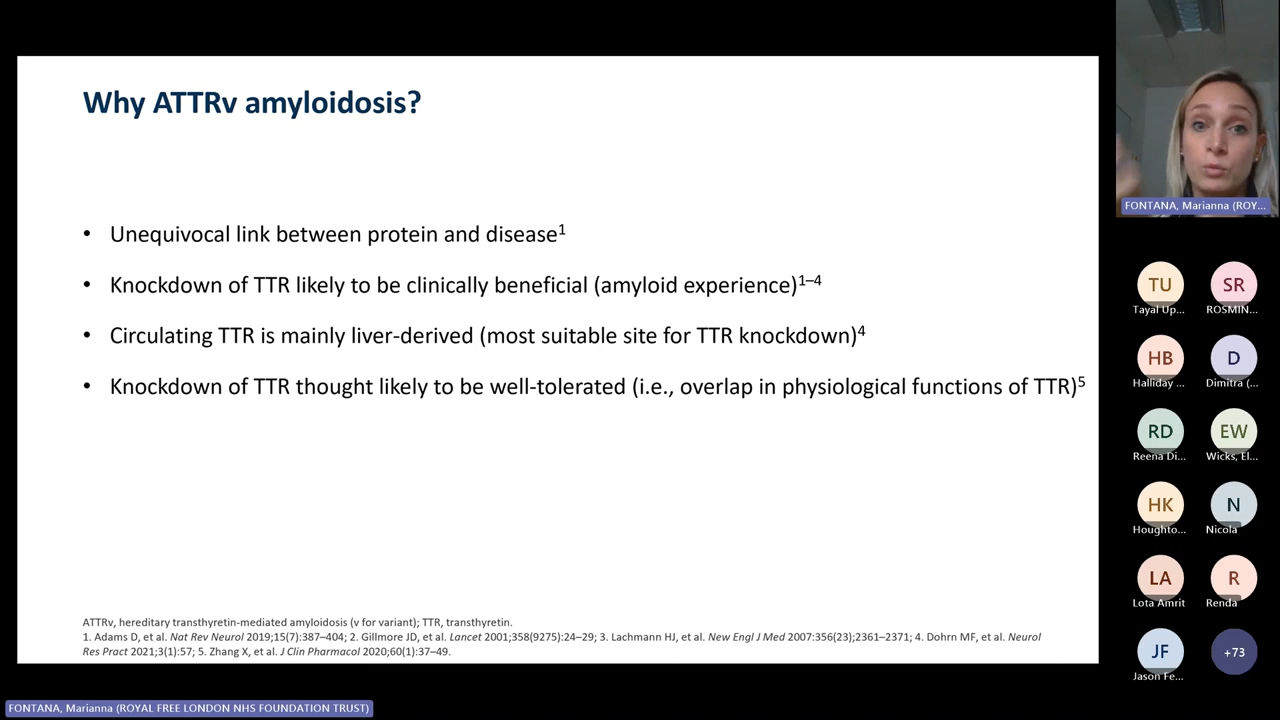 Why ATTRv amyloidosis?
• Unequivocal link between protein and disease1
• Knockdown of TTR likely to be clinically beneficial (amyloid experience)1–4
• Circulating TTR is mainly liver-derived (most suitable site for TTR knockdown)4
• Knockdown of TTR thought likely to be well-tolerated (i.e., overlap in physiological functions of TTR)5
ATTRv, hereditary transthyretin-mediated amyloidosis (v for variant); TTR, transthyretin.
1. Adams D, et al. Nat Rev Neurol 2019;15(7):387–404; 2. Gillmore JD, et al. Lancet 2001;358(9275):24–29; 3. Lachmann HJ, et al. New Engl J Med 2007:356(23);2361–2371; 4. Dohrn MF, et al. Neurol
Res Pract 2021;3(1):57; 5. Zhang X, et al. J Clin Pharmacol 2020;60(1):37–49.
FONTANA, Marianna (ROY...
TU
SR
Tayal Up...
ROSMIN...
HB
D
Halliday ...
Dimitra (...
RD
EW
Reena Di...
Wicks, El...
HK
N
Houghto...
Nicola
LA
R
Lota Amrit
Renda
JF
+73
Jason Fe...
FONTANA, Marianna (ROYAL FREE LONDON NHS FOUNDATION TRUST)